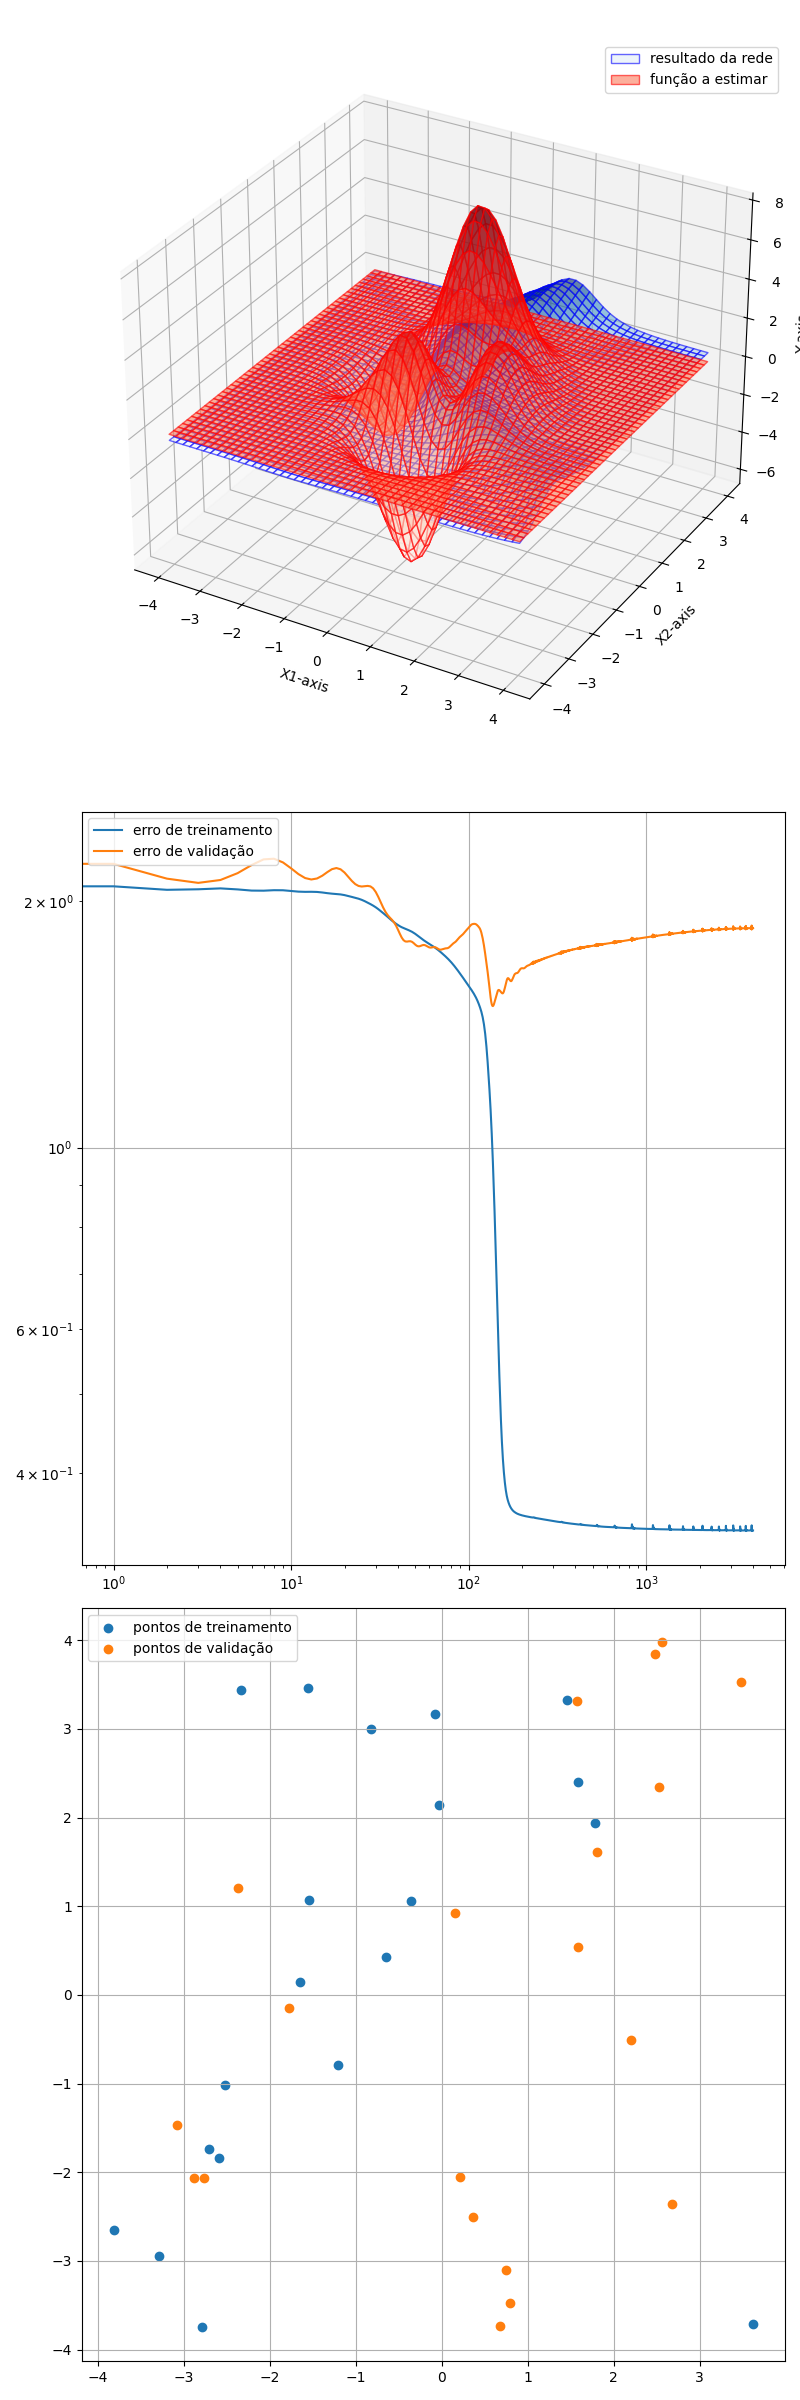 resultado da rede
função a estimar
8
6
4
2
0
−2
−4
−6
−4
−3
−2
−1
0
1
2
3
4
X1-axis
−4
−3
−2
−1
0
1
2
3
4
X2-axis
erro de treinamento
erro de validação
2 × 10⁰
10⁰
6 × 10⁻¹
4 × 10⁻¹
10⁰ 10¹ 10² 10³
pontos de treinamento
pontos de validação
4
3
2
1
0
−1
−2
−3
−4
−4 −3 −2 −1 0 1 2 3